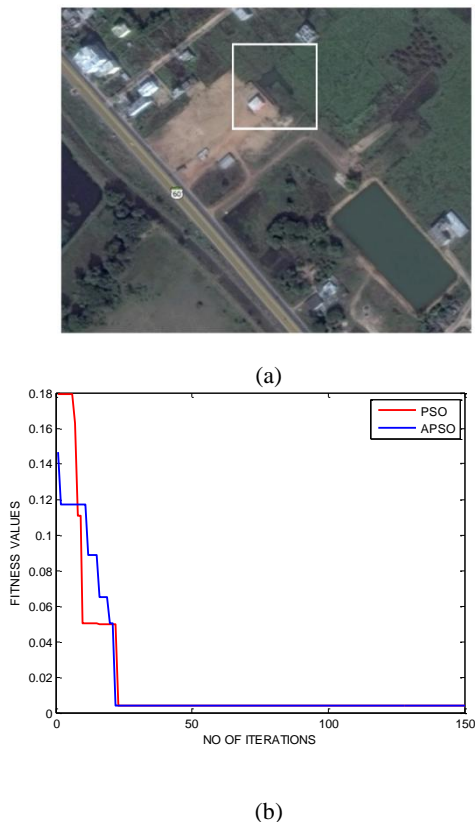 60
(a)
0.18
0.16
0.14
0.12
0.1
0.08
0.06
0.04
0.02
0
FITNESS VALUES
PSO
APSO
0
50
100
150
NO OF ITERATIONS
(b)